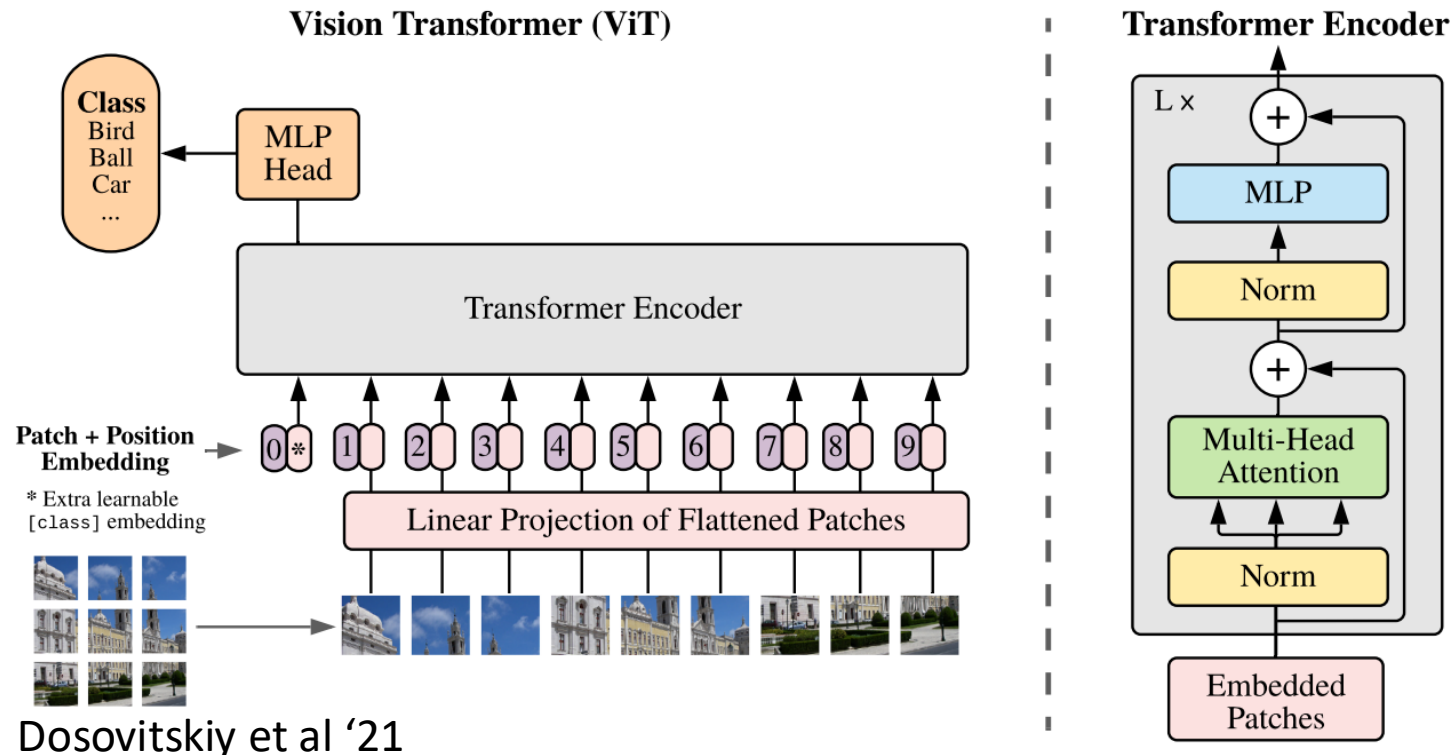 Vision Transformer (ViT)
Class
Bird
Ball
Car
...
MLP
Head
Transformer Encoder
Patch + Position
Embedding
0 * 1 2 3 4 5 6 7 8 9
* Extra learnable
[class] embedding
Linear Projection of Flattened Patches
Dosovitskiy et al ‘21
Transformer Encoder
L ×
+
MLP
Norm
+
Multi-Head
Attention
Norm
Embedded
Patches